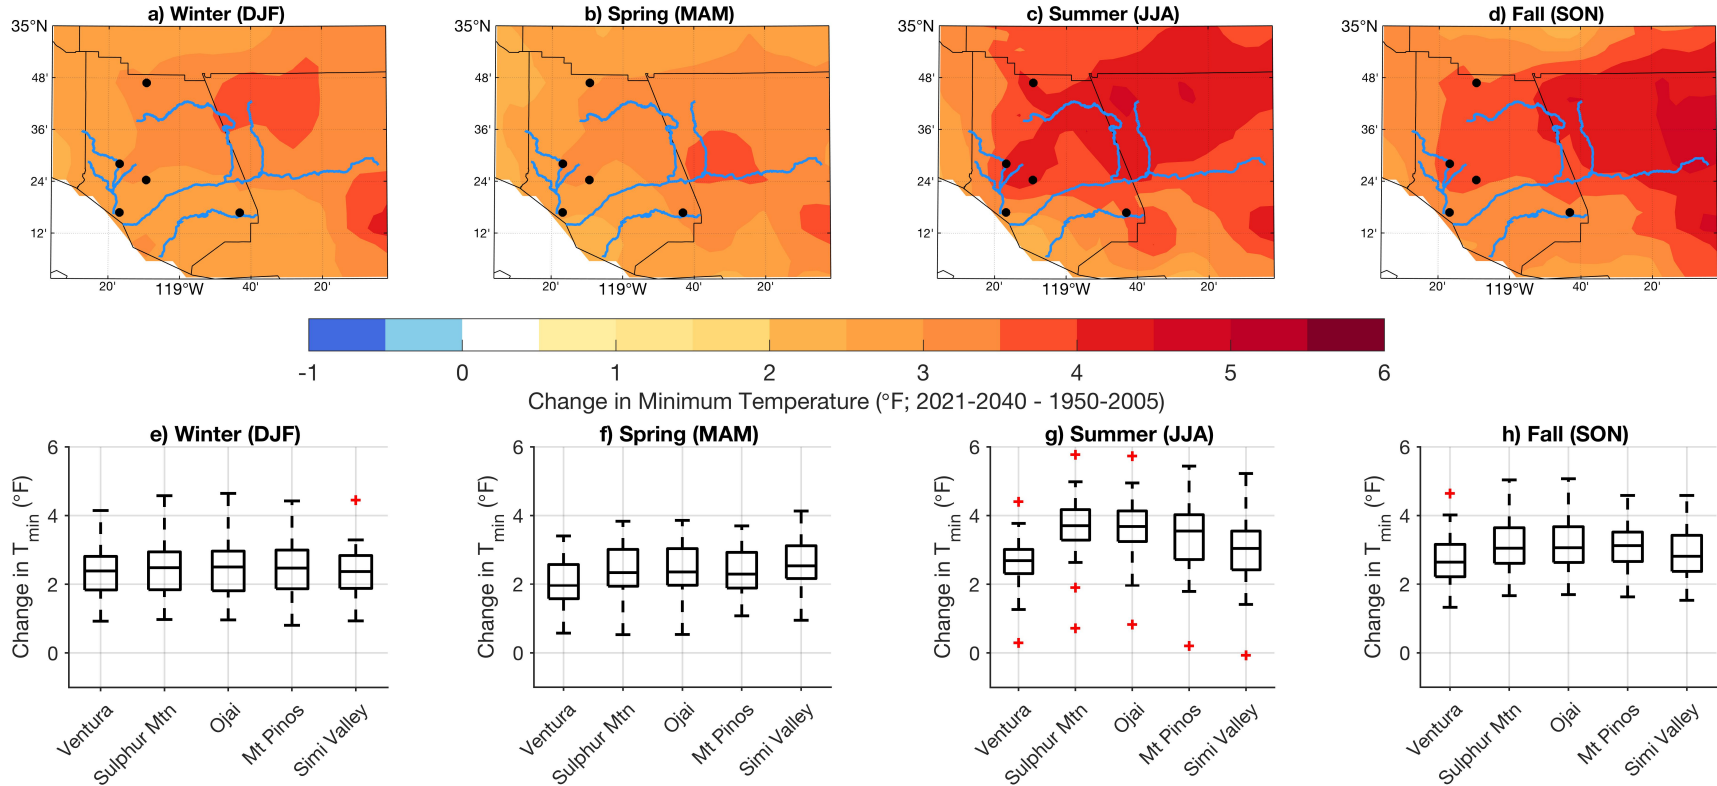 a) Winter (DJF)
b) Spring (MAM)
c) Summer (JJA)
d) Fall (SON)
35°N
48'
36'
24'
12'
20'
119°W
40'
20'
35°N
48'
36'
24'
12'
20'
119°W
40'
20'
35°N
48'
36'
24'
12'
20'
119°W
40'
20'
35°N
48'
36'
24'
12'
20'
119°W
40'
20'
-1 0 1 2 3 4 5 6
Change in Minimum Temperature (°F; 2021-2040 - 1950-2005)
e) Winter (DJF)
Change in Tmin (°F)
6
4
2
0
Ventura
Sulphur Mtn
Ojai
Mt Pinos
Simi Valley
f) Spring (MAM)
Change in Tmin (°F)
6
4
2
0
Ventura
Sulphur Mtn
Ojai
Mt Pinos
Simi Valley
g) Summer (JJA)
Change in Tmin (°F)
6
4
2
0
Ventura
Sulphur Mtn
Ojai
Mt Pinos
Simi Valley
h) Fall (SON)
Change in Tmin (°F)
6
4
2
0
Ventura
Sulphur Mtn
Ojai
Mt Pinos
Simi Valley